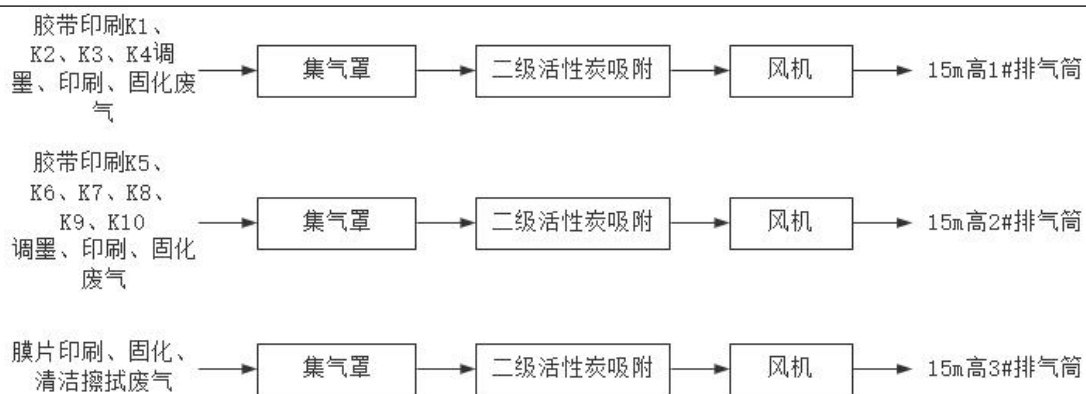 胶带印刷K1、
K2、K3、K4调
墨、印刷、固化废
气
集气罩
二级活性炭吸附
风机
15m高1#排气筒
胶带印刷K5、
K6、K7、K8、
K9、K10
调墨、印刷、固化
废气
集气罩
二级活性炭吸附
风机
15m高2#排气筒
膜片印刷、固化、
清洁擦拭废气
集气罩
二级活性炭吸附
风机
15m高3#排气筒